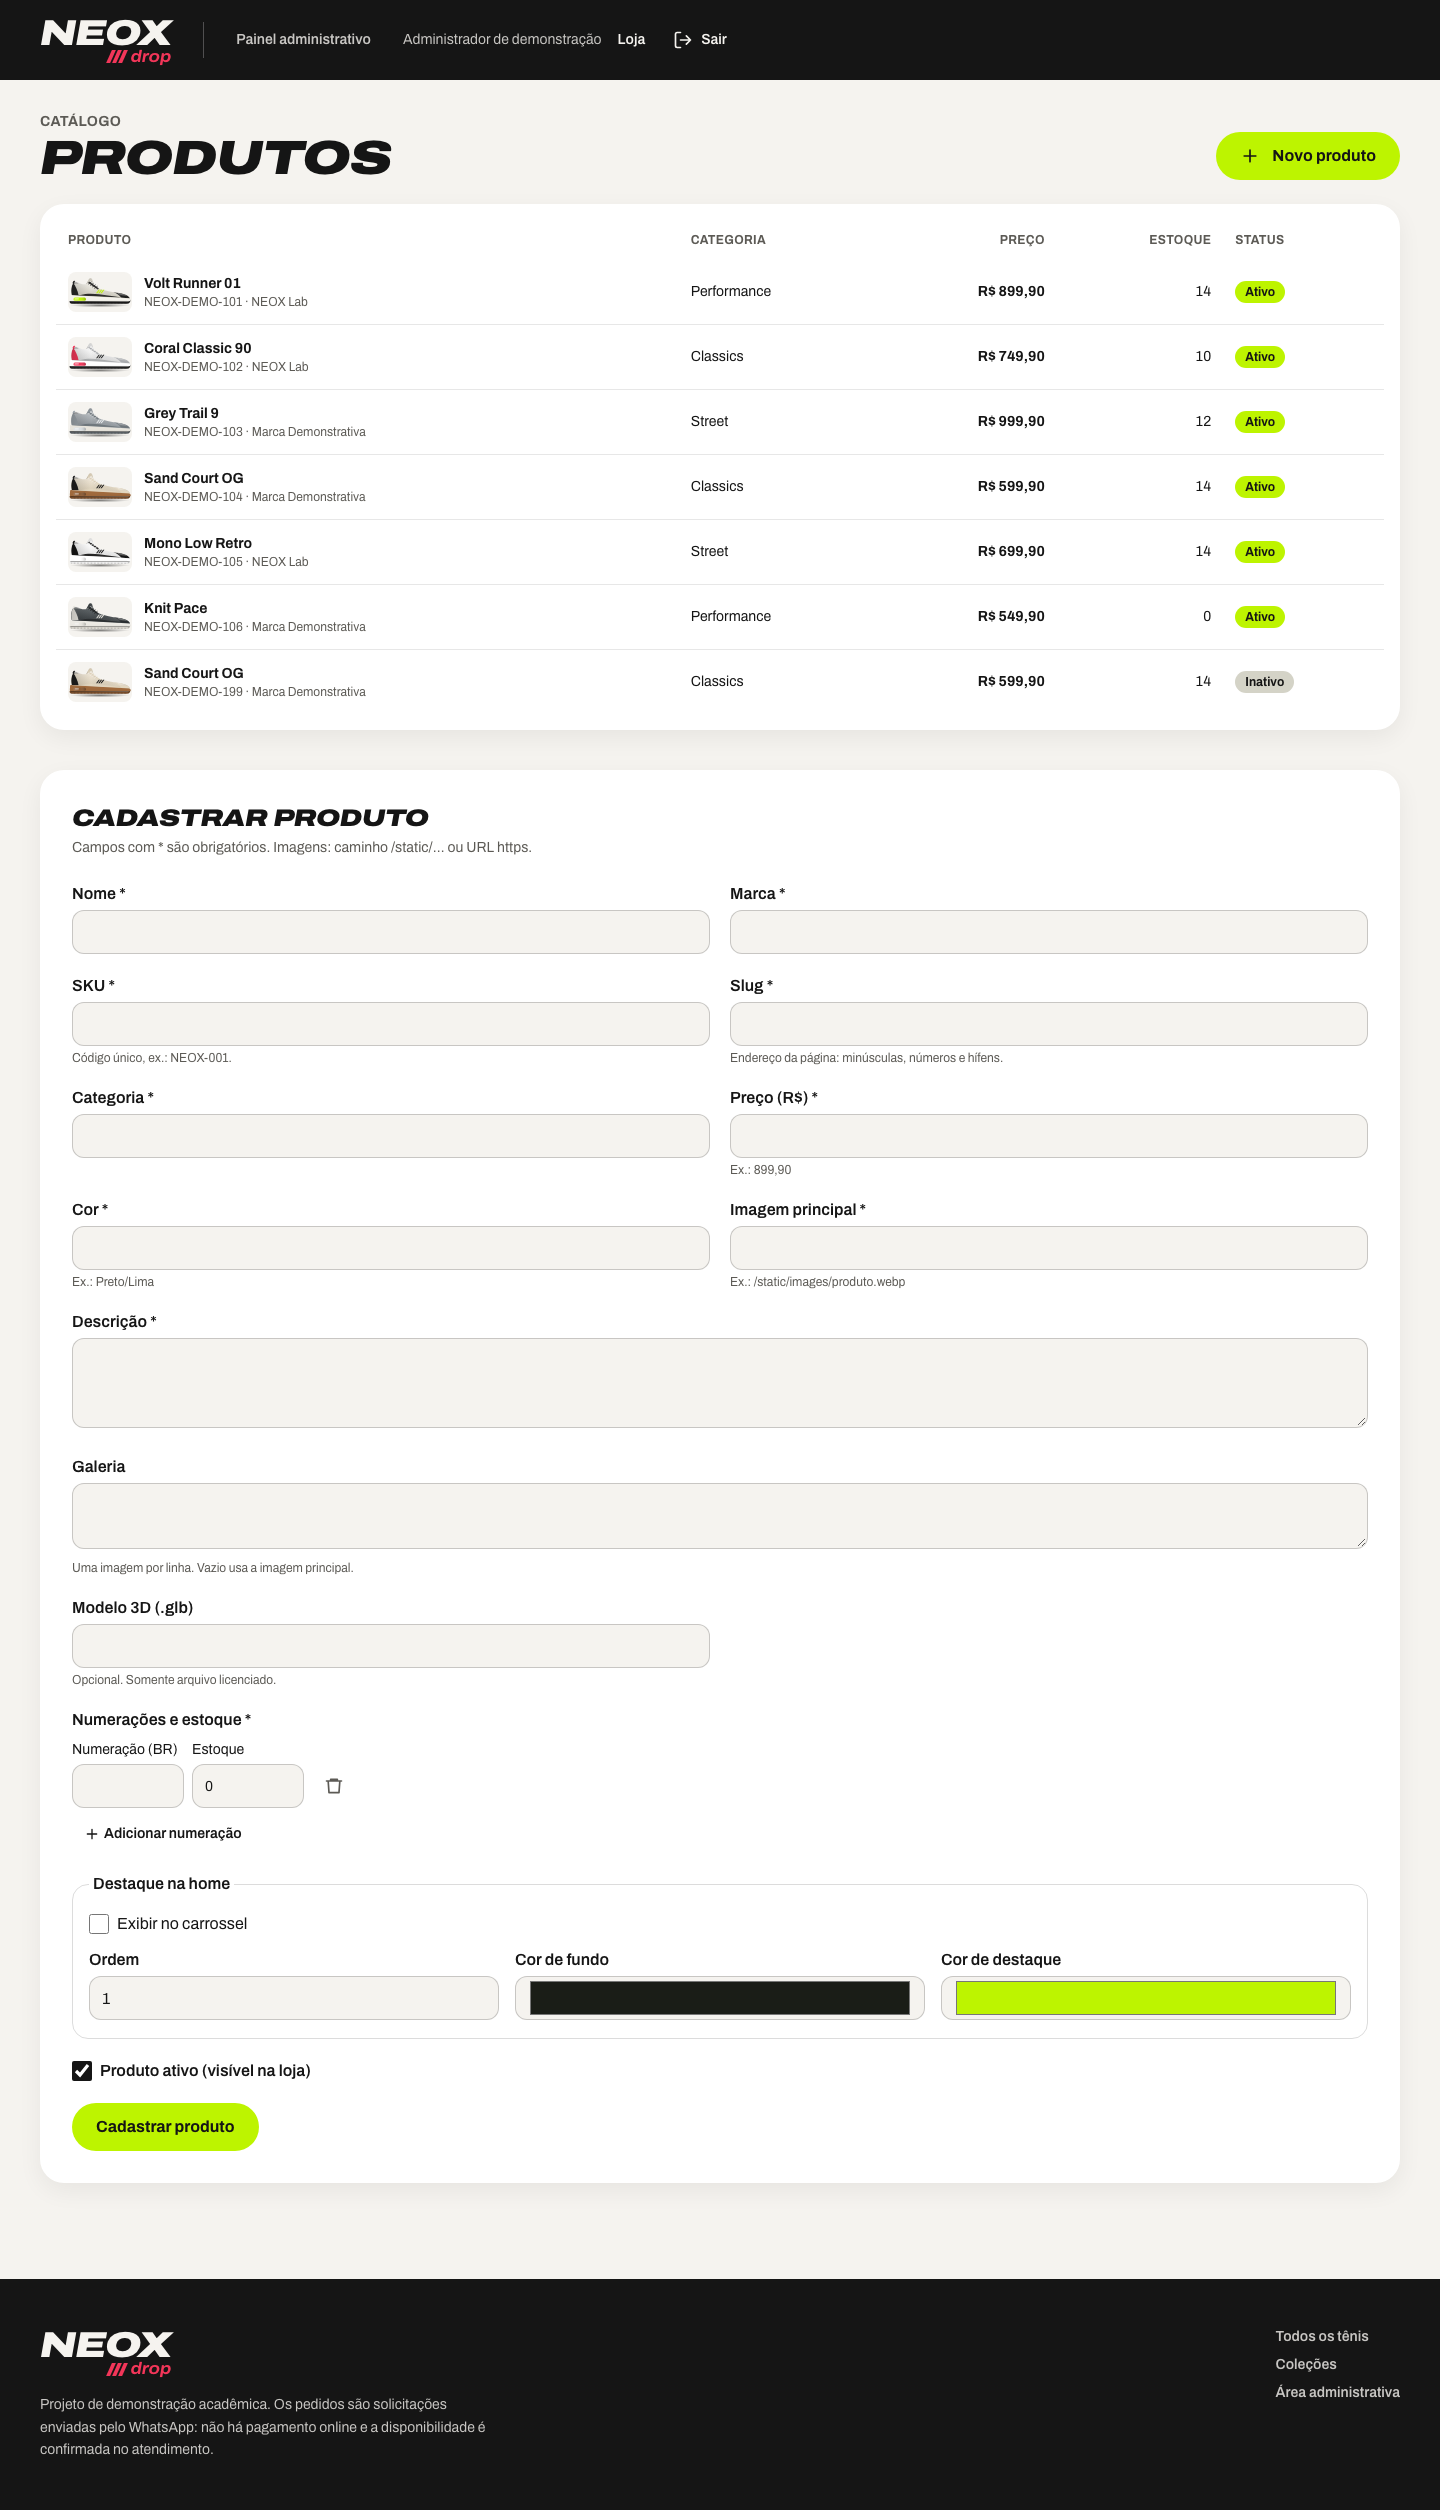 NEOX
drop
Painel administrativo
Administrador de demonstração
Loja
Sair
CATÁLOGO
PRODUTOS
Novo produto
PRODUTO CATEGORIA PREÇO ESTOQUE STATUS
Volt Runner 01
NEOX-DEMO-101 · NEOX Lab
Performance R$ 899,90 14 Ativo
Coral Classic 90
NEOX-DEMO-102 · NEOX Lab
Classics R$ 749,90 10 Ativo
Grey Trail 9
NEOX-DEMO-103 · Marca Demonstrativa
Street R$ 999,90 12 Ativo
Sand Court OG
NEOX-DEMO-104 · Marca Demonstrativa
Classics R$ 599,90 14 Ativo
Mono Low Retro
NEOX-DEMO-105 · NEOX Lab
Street R$ 699,90 14 Ativo
Knit Pace
NEOX-DEMO-106 · Marca Demonstrativa
Performance R$ 549,90 0 Ativo
Sand Court OG
NEOX-DEMO-199 · Marca Demonstrativa
Classics R$ 599,90 14 Inativo
CADASTRAR PRODUTO
Campos com * são obrigatórios. Imagens: caminho /static/... ou URL https.
Nome * Marca *
SKU * Slug *
Código único, ex.: NEOX-001. Endereço da página: minúsculas, números e hífens.
Categoria * Preço (R$) *
Ex.: 899,90
Cor * Imagem principal *
Ex.: Preto/Lima Ex.: /static/images/produto.webp
Descrição *
Galeria
Uma imagem por linha. Vazio usa a imagem principal.
Modelo 3D (.glb)
Opcional. Somente arquivo licenciado.
Numerações e estoque *
Numeração (BR) Estoque
0
Adicionar numeração
Destaque na home
Exibir no carrossel
Ordem Cor de fundo Cor de destaque
1
Produto ativo (visível na loja)
Cadastrar produto
NEOX
drop
Projeto de demonstração acadêmica. Os pedidos são solicitações
enviadas pelo WhatsApp: não há pagamento online e a disponibilidade é
confirmada no atendimento.
Todos os tênis
Coleções
Área administrativa